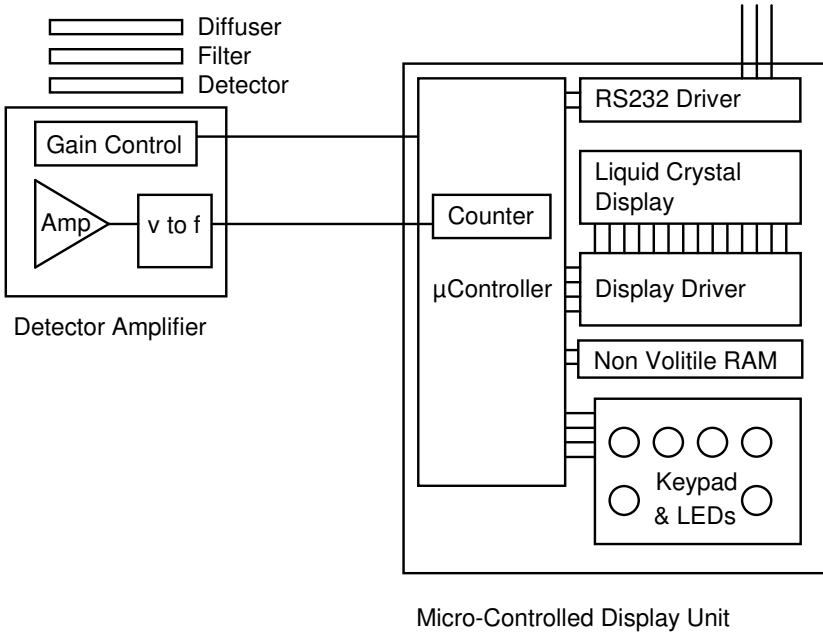 Diffuser
Filter
Detector
Gain Control
Amp
v to f
Detector Amplifier
RS232 Driver
Liquid Crystal
Display
Counter
µController
Display Driver
Non Volitile RAM
Keypad
& LEDs
Micro-Controlled Display Unit